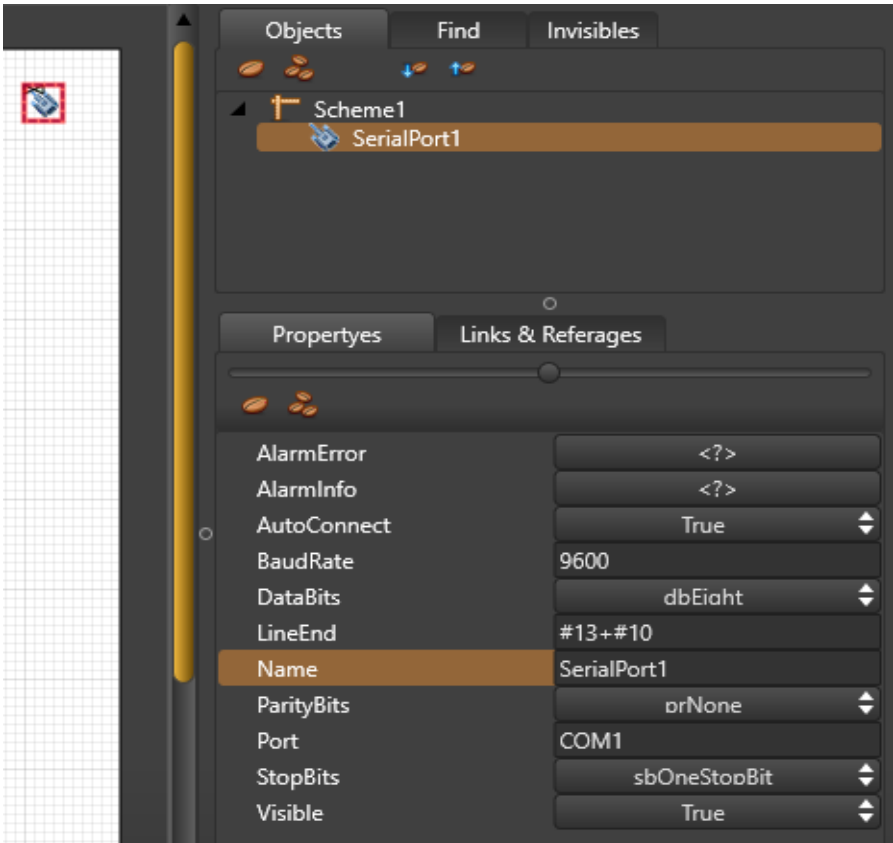 Objects Find Invisibles
Scheme1
SerialPort1
Propertyes Links & Referages
AlarmError <?>
AlarmInfo <?>
AutoConnect True
BaudRate 9600
DataBits dbEight
LineEnd #13+#10
Name SerialPort1
ParityBits prNone
Port COM1
StopBits sbOneStopBit
Visible True